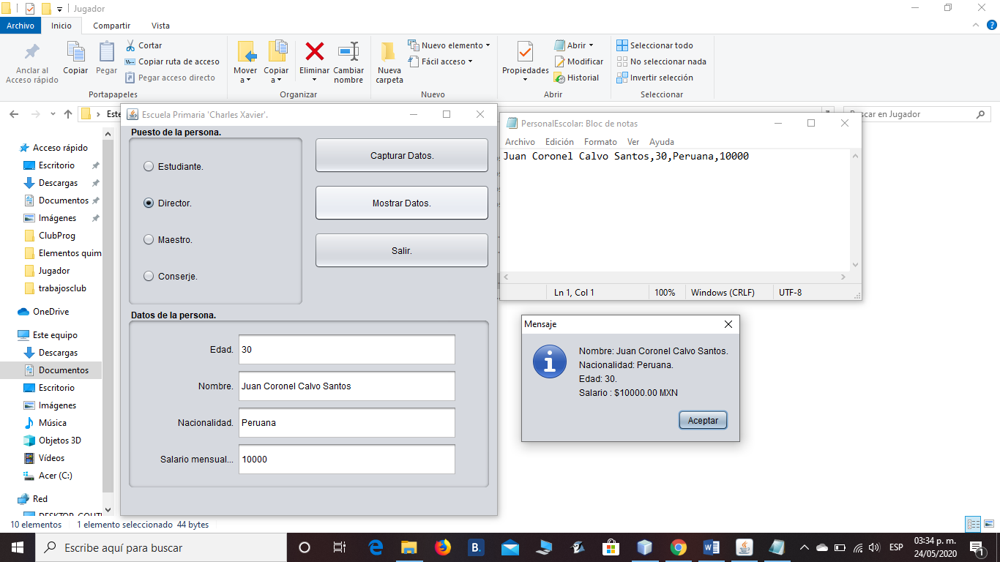 Jugador
Archivo Inicio Compartir Vista
Anclar al Acceso rápido
Copiar
Pegar
Cortar
Copiar ruta de acceso
Pegar acceso directo
Portapapeles
Mover a
Copiar a
Eliminar
Cambiar nombre
Organizar
Nueva carpeta
Nuevo elemento
Fácil acceso
Nuevo
Propiedades
Abrir
Modificar
Historial
Abrir
Seleccionar todo
No seleccionar nada
Invertir selección
Seleccionar
en Jugador
Acceso rápido
Escritorio
Descargas
Documentos
Imágenes
ClubProg
Elementos quim
Jugador
trabajosclub
OneDrive
Este equipo
Descargas
Documentos
Escritorio
Imágenes
Música
Objetos 3D
Vídeos
Acer (C:)
Red
10 elementos 1 elemento seleccionado 44 bytes
Escuela Primaria 'Charles Xavier'.
Puesto de la persona.
Estudiante.
Director.
Maestro.
Conserje.
Capturar Datos.
Mostrar Datos.
Salir.
Datos de la persona.
Edad. 30
Nombre. Juan Coronel Calvo Santos
Nacionalidad. Peruana
Salario mensual... 10000
PersonalEscolar: Bloc de notas
Archivo Edición Formato Ver Ayuda
Juan Coronel Calvo Santos,30,Peruana,10000
Ln 1, Col 1 100% Windows (CRLF) UTF-8
Mensaje
Nombre: Juan Coronel Calvo Santos.
Nacionalidad: Peruana.
Edad: 30.
Salario : $10000.00 MXN
Aceptar
Escribe aquí para buscar
B.
ESP
03:34 p. m.
24/05/2020
1